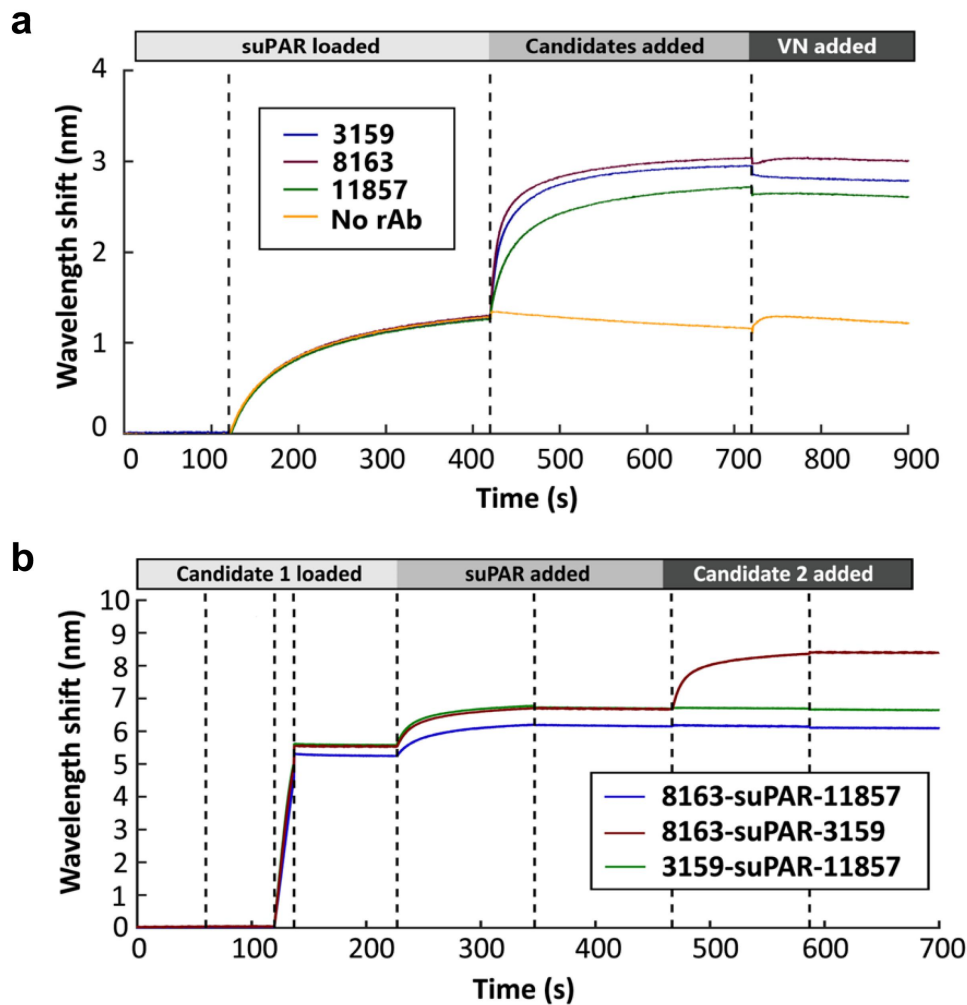 a
suPAR loaded Candidates added VN added
4
3
2
1
0
Wavelength shift (nm)
3159
8163
11857
No rAb
0 100 200 300 400 500 600 700 800 900
Time (s)
b
Candidate 1 loaded suPAR added Candidate 2 added
10
9
8
7
6
5
4
3
2
1
0
Wavelength shift (nm)
8163-suPAR-11857
8163-suPAR-3159
3159-suPAR-11857
0 100 200 300 400 500 600 700
Time (s)